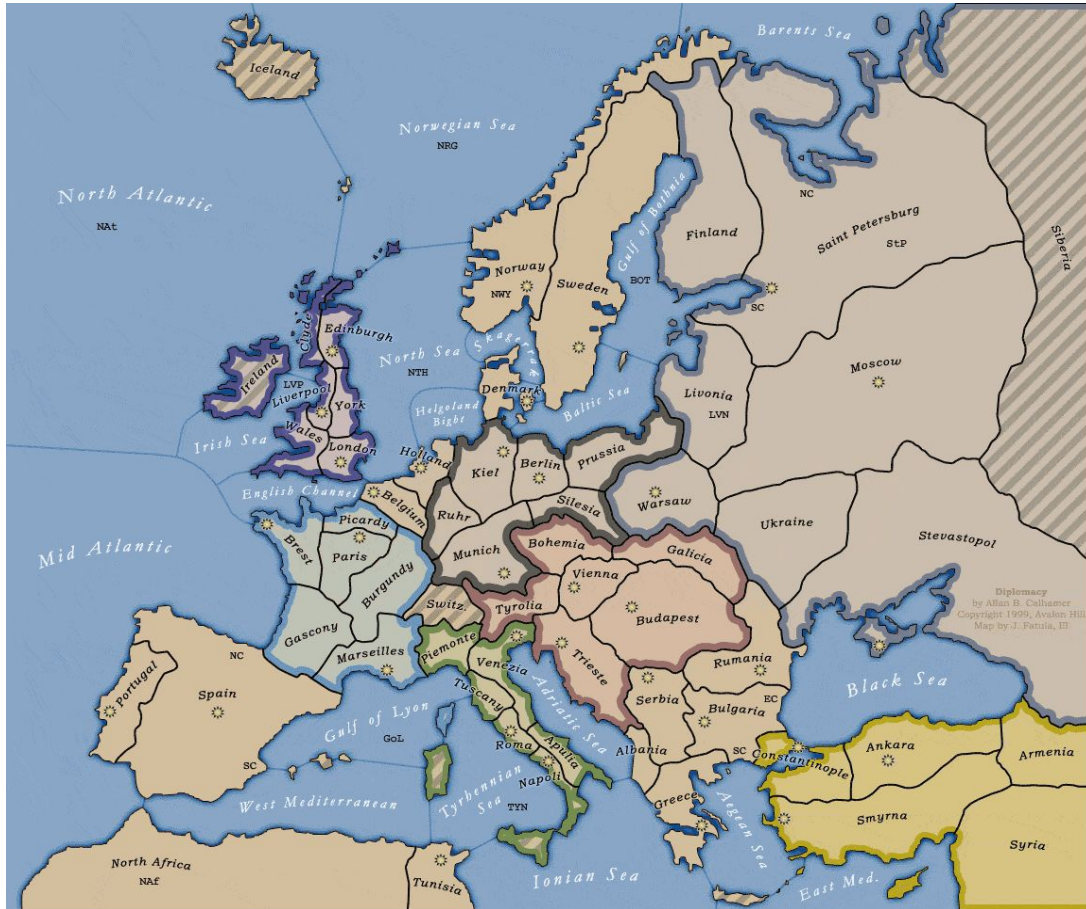 Barents Sea
Iceland
Norwegian Sea
NRG
North Atlantic
NAt
NC
Saint Petersburg
StP
Siberia
Gulf of Bothnia
BOT
Finland
Norway
NWY
Sweden
SC
Clyde
Edinburgh
North Sea
NTH
Skagerrak
Moscow
Ireland
LVP
Liverpool
York
Denmark
Baltic Sea
Livonia
LVN
Helgoland
Bight
Irish Sea
Wales
London
Holland
Kiel
Berlin
Prussia
English Channel
Belgium
Ruhr
Silesia
Warsaw
Ukraine
Stevastopol
Picardy
Mid Atlantic
Brest
Paris
Burgundy
Munich
Bohemia
Galicia
Vienna
Switz.
Tyrolia
Budapest
Diplomacy
by Allan B. Calhamer
Copyright 1999, Avalon Hill
Map by J. Fatula, III
Gascony
Marseilles
Piemonte
Venezia
Trieste
Rumania
NC
Portugal
Spain
Tuscany
Adriatic Sea
Serbia
EC
Black Sea
Gulf of Lyon
GoL
Bulgaria
Roma
Apulia
Albania
SC
Constantinople
Ankara
Armenia
SC
Napoli
Tyrhennian
Sea
TYN
West Mediterranean
Greece
Aegean Sea
Smyrna
Syria
North Africa
NAf
Tunisia
Ionian Sea
East Med.